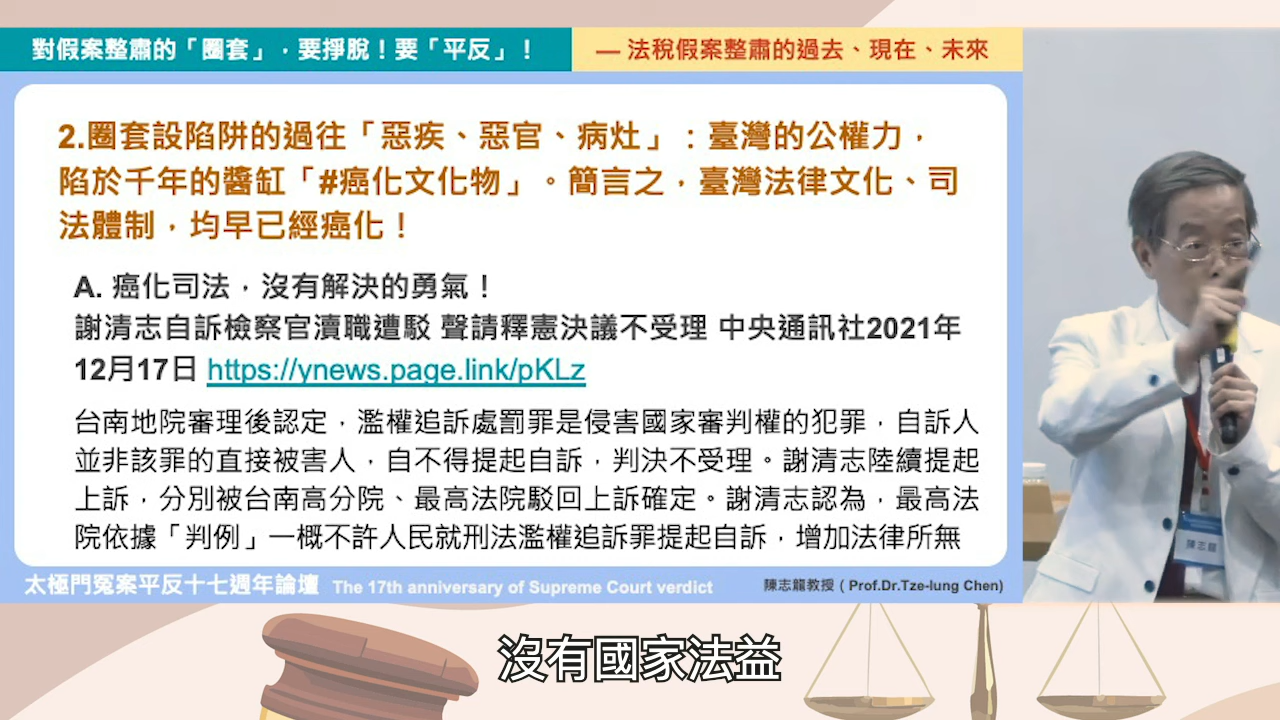 對假案整肅的「圈套」，要掙脫！要「平反」！
— 法稅假案整肅的過去、現在、未來
2.圈套設陷阱的過往「惡疾、惡官、病灶」：臺灣的公權力，
陷於千年的醬缸「#癌化文化物」。簡言之，臺灣法律文化、司
法體制，均早已經癌化！
A. 癌化司法，沒有解決的勇氣！
謝清志自訴檢察官瀆職遭駁 聲請釋憲決議不受理 中央通訊社2021年
12月17日 https://ynews.page.link/pKLz
台南地院審理後認定，濫權追訴處罰罪是侵害國家審判權的犯罪，自訴人
並非該罪的直接被害人，自不得提起自訴，判決不受理。謝清志陸續提起
上訴，分別被台南高分院、最高法院駁回上訴確定。謝清志認為，最高法
院依據「判例」一概不許人民就刑法濫權追訴罪提起自訴，增加法律所無
太極門冤案平反十七週年論壇 The 17th anniversary of Supreme Court verdict
陳志龍教授（Prof.Dr.Tze-lung Chen)
陳志龍
沒有國家法益